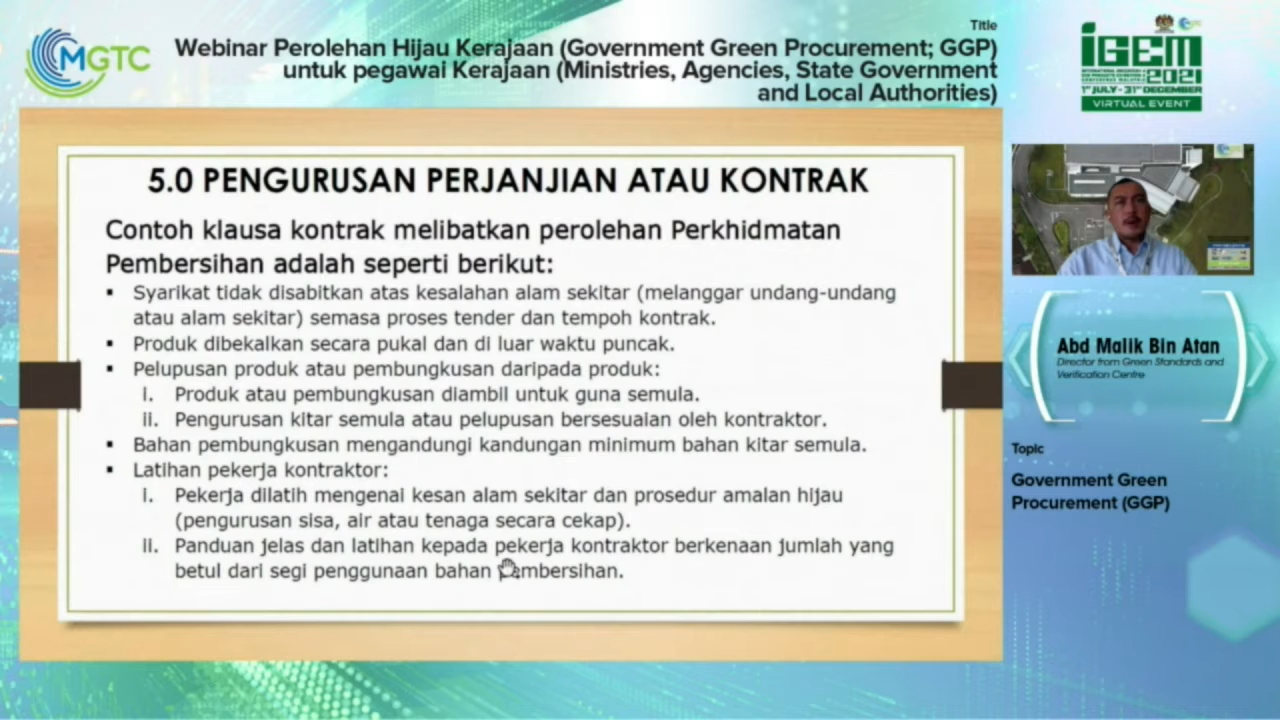 MGTC
Title
Webinar Perolehan Hijau Kerajaan (Government Green Procurement; GGP)
untuk pegawai Kerajaan (Ministries, Agencies, State Government
and Local Authorities)
iGEM
2021
1ST JULY - 31ST DECEMBER
VIRTUAL EVENT
5.0 PENGURUSAN PERJANJIAN ATAU KONTRAK
Contoh klausa kontrak melibatkan perolehan Perkhidmatan
Pembersihan adalah seperti berikut:
▪ Syarikat tidak disabitkan atas kesalahan alam sekitar (melanggar undang-undang
atau alam sekitar) semasa proses tender dan tempoh kontrak.
▪ Produk dibekalkan secara pukal dan di luar waktu puncak.
▪ Pelupusan produk atau pembungkusan daripada produk:
i. Produk atau pembungkusan diambil untuk guna semula.
ii. Pengurusan kitar semula atau pelupusan bersesuaian oleh kontraktor.
▪ Bahan pembungkusan mengandungi kandungan minimum bahan kitar semula.
▪ Latihan pekerja kontraktor:
i. Pekerja dilatih mengenai kesan alam sekitar dan prosedur amalan hijau
(pengurusan sisa, air atau tenaga secara cekap).
ii. Panduan jelas dan latihan kepada pekerja kontraktor berkenaan jumlah yang
betul dari segi penggunaan bahan pembersihan.
Abd Malik Bin Atan
Director from Green Standards and
Verification Centre
Topic
Government Green
Procurement (GGP)